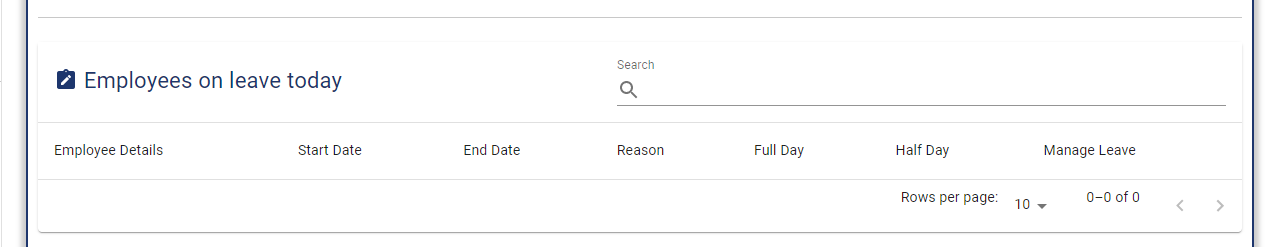 Employees on leave today
Search
Employee Details Start Date End Date Reason Full Day Half Day Manage Leave
Rows per page: 10 0–0 of 0